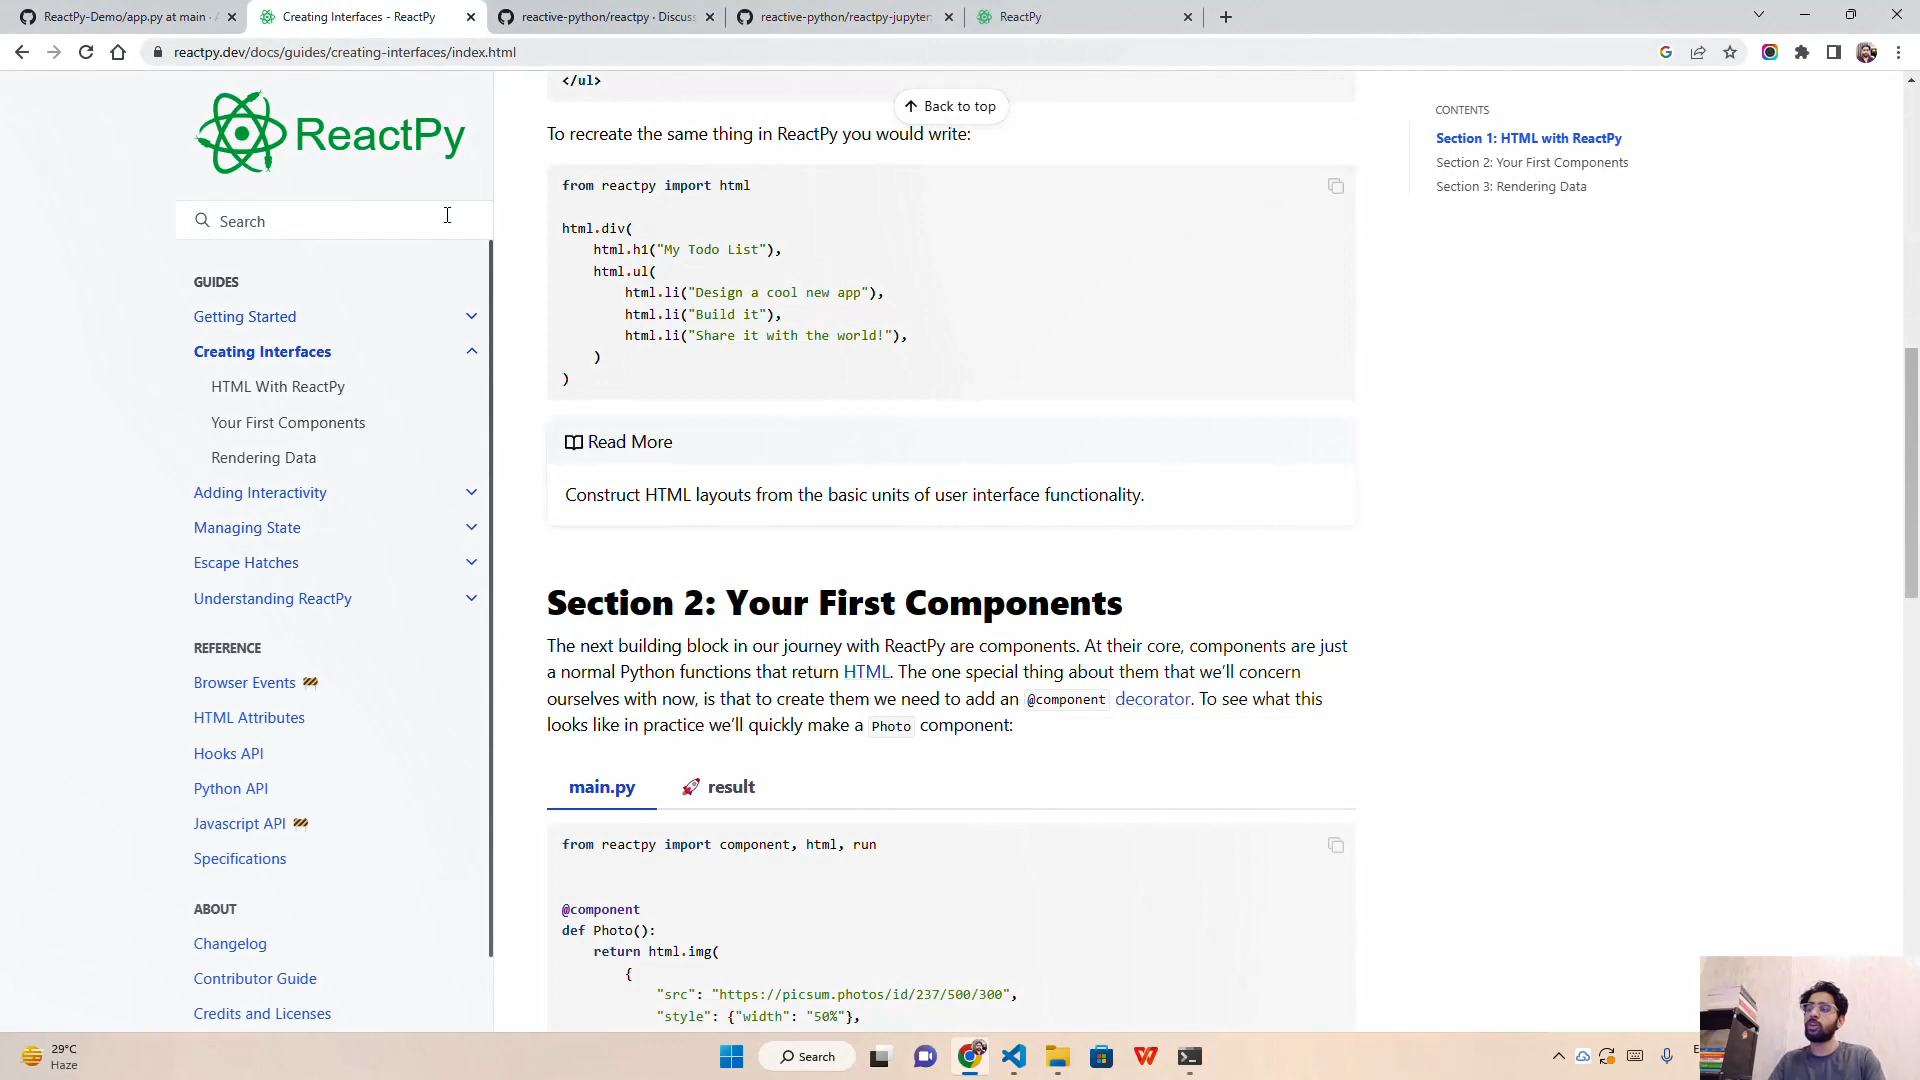 ReactPy-Demo/app.py at main ·
Creating Interfaces - ReactPy
reactive-python/reactpy · Discus
reactive-python/reactpy-jupyter:
ReactPy
reactpy.dev/docs/guides/creating-interfaces/index.html
ReactPy
Search
GUIDES
Getting Started
Creating Interfaces
HTML With ReactPy
Your First Components
Rendering Data
Adding Interactivity
Managing State
Escape Hatches
Understanding ReactPy
REFERENCE
Browser Events 🚧
HTML Attributes
Hooks API
Python API
Javascript API 🚧
Specifications
ABOUT
Changelog
Contributor Guide
Credits and Licenses
</ul>
Back to top
To recreate the same thing in ReactPy you would write:
from reactpy import html
html.div(
    html.h1("My Todo List"),
    html.ul(
        html.li("Design a cool new app"),
        html.li("Build it"),
        html.li("Share it with the world!"),
    )
)
Read More
Construct HTML layouts from the basic units of user interface functionality.
Section 2: Your First Components
The next building block in our journey with ReactPy are components. At their core, components are just
a normal Python functions that return HTML. The one special thing about them that we'll concern
ourselves with now, is that to create them we need to add an @component decorator. To see what this
looks like in practice we'll quickly make a Photo component:
main.py
🚀 result
from reactpy import component, html, run
@component
def Photo():
    return html.img(
        {
            "src": "https://picsum.photos/id/237/500/300",
            "style": {"width": "50%"},
CONTENTS
Section 1: HTML with ReactPy
Section 2: Your First Components
Section 3: Rendering Data
29°C
Haze
Search